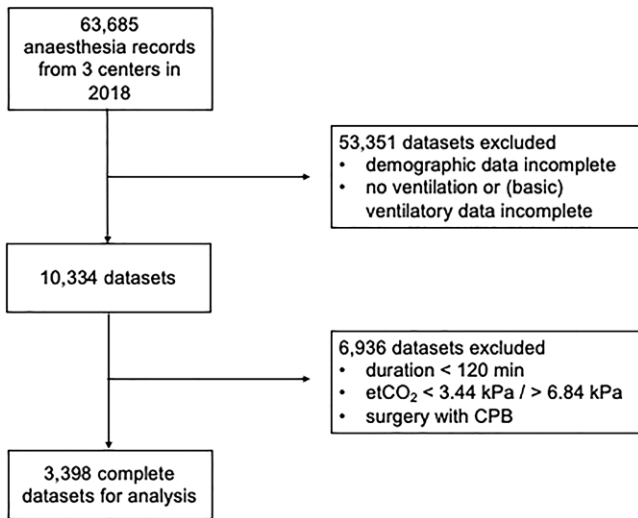 63,685
anaesthesia records
from 3 centers in
2018
53,351 datasets excluded
• demographic data incomplete
• no ventilation or (basic)
ventilatory data incomplete
10,334 datasets
6,936 datasets excluded
• duration < 120 min
• etCO₂ < 3.44 kPa / > 6.84 kPa
• surgery with CPB
3,398 complete
datasets for analysis